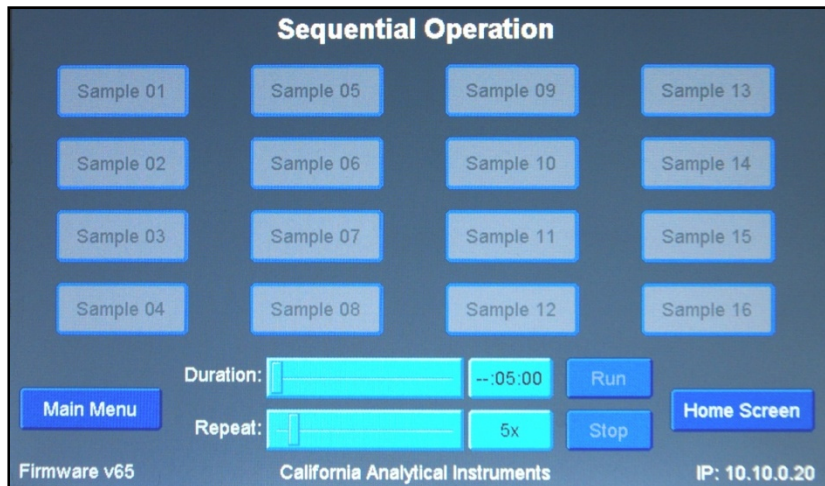 Sequential Operation
Sample 01 Sample 05 Sample 09 Sample 13
Sample 02 Sample 06 Sample 10 Sample 14
Sample 03 Sample 07 Sample 11 Sample 15
Sample 04 Sample 08 Sample 12 Sample 16
Duration: --:05:00 Run
Main Menu
Home Screen
Repeat: 5x Stop
Firmware v65 California Analytical Instruments IP: 10.10.0.20